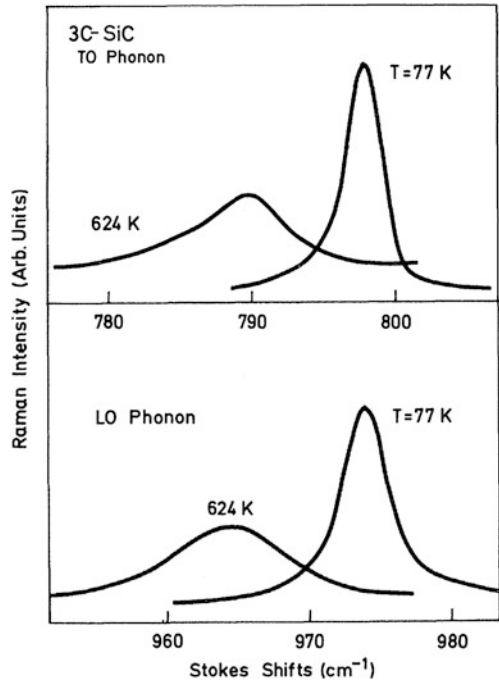 3C-SiC
TO Phonon
T=77 K
624 K
780 790 800
LO Phonon
T=77 K
624 K
960 970 980
Stokes Shifts (cm⁻¹)
Raman Intensity (Arb. Units)